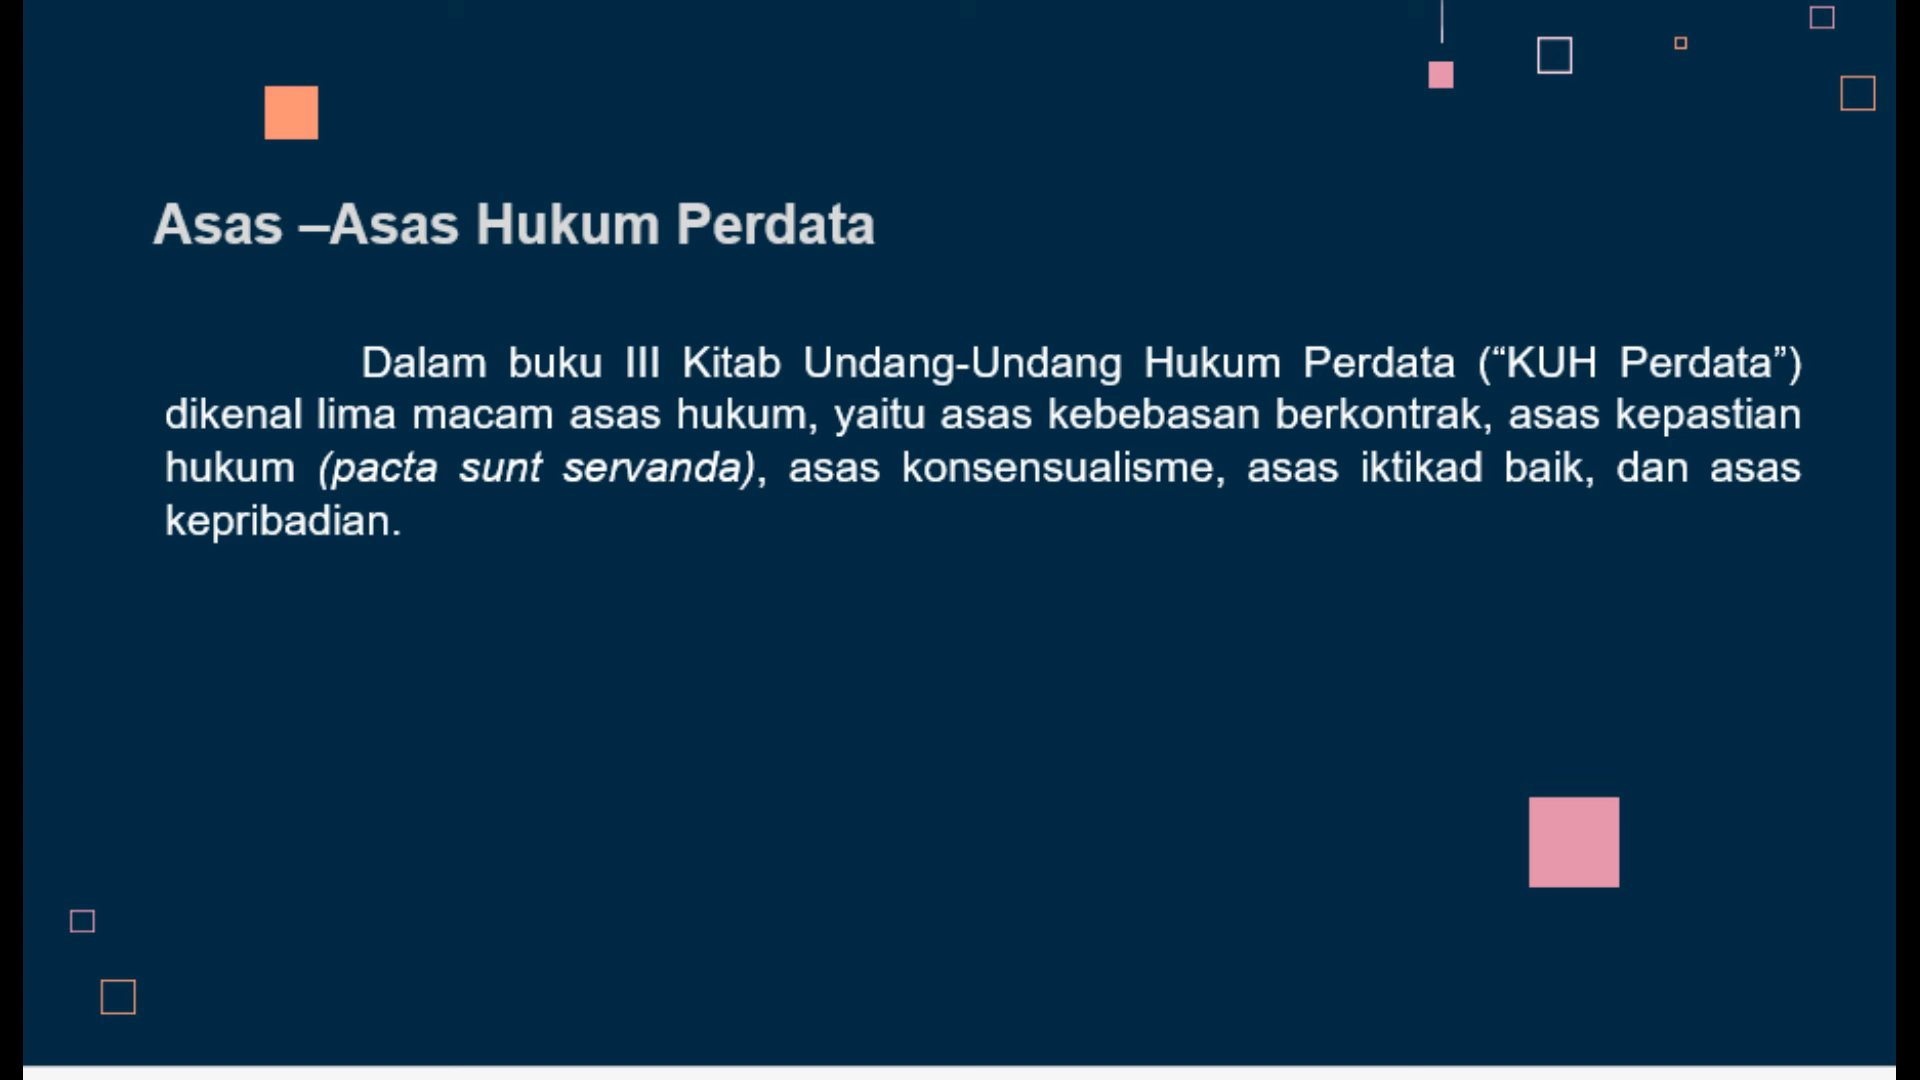 Asas –Asas Hukum Perdata
Dalam buku III Kitab Undang-Undang Hukum Perdata (“KUH Perdata”)
dikenal lima macam asas hukum, yaitu asas kebebasan berkontrak, asas kepastian
hukum (pacta sunt servanda), asas konsensualisme, asas iktikad baik, dan asas
kepribadian.